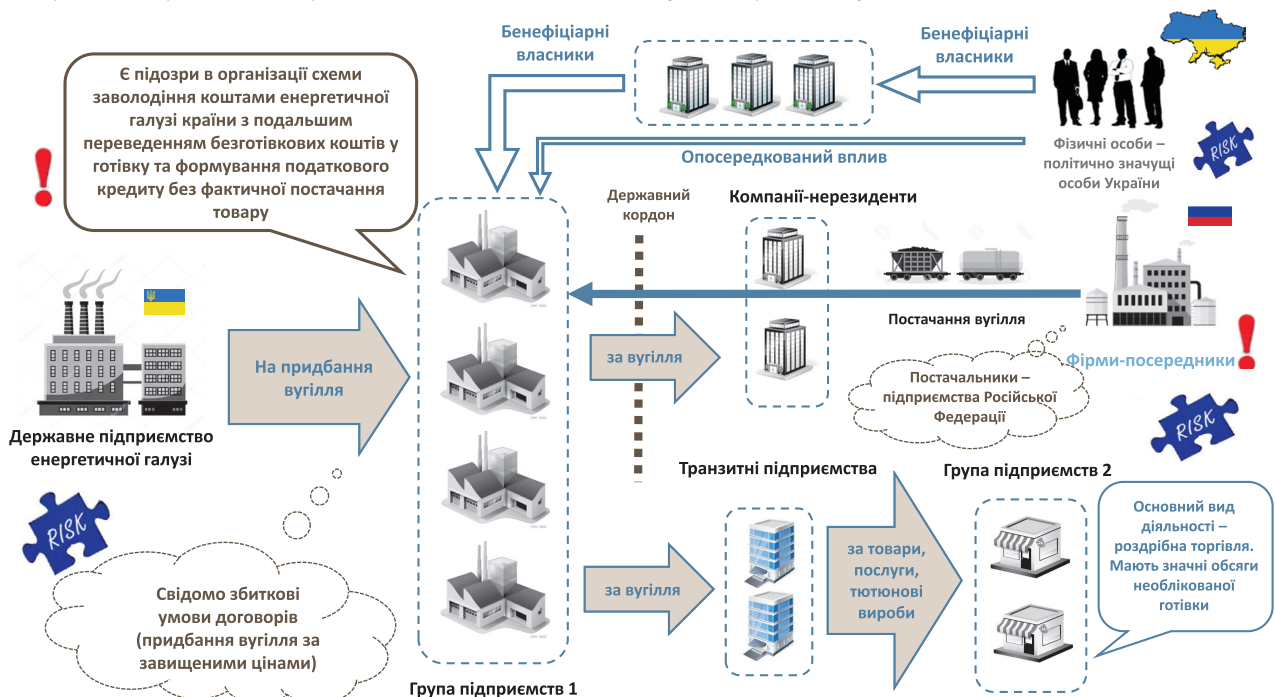 Бенефіціарні
власники
Бенефіціарні
власники
Є підозри в організації схеми
заволодіння коштами енергетичної
галузі країни з подальшим
переведенням безготівкових коштів у
готівку та формування податкового
кредиту без фактичної постачання
товару
Опосередкований вплив
Фізичні особи –
політично значущі
особи України
RISK
Державний
кордон
Компанії-нерезиденти
На придбання
вугілля
за вугілля
Постачання вугілля
Фірми-посередники
Постачальники –
підприємства Російської
Федерації
RISK
Державне підприємство
енергетичної галузі
RISK
Свідомо збиткові
умови договорів
(придбання вугілля за
завищеними цінами)
Транзитні підприємства
Група підприємств 2
за вугілля
за товари,
послуги,
тютюнові
вироби
Основний вид
діяльності –
роздрібна торгівля.
Мають значні обсяги
необлікованої
готівки
Група підприємств 1